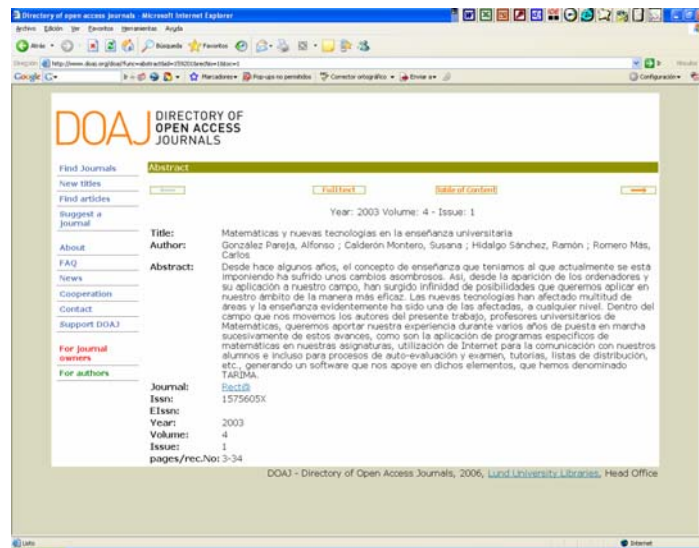 Directory of open access journals - Microsoft Internet Explorer
Archivo Edición Ver Favoritos Herramientas Ayuda
Atrás Búsqueda Favoritos
Google G Marcadores Pop-ups no permitidos Corrector ortográfico Enviar a Configuración
DOAJ DIRECTORY OF
OPEN ACCESS
JOURNALS
Find Journals
New titles
Find articles
Suggest a
journal
About
FAQ
News
Cooperation
Contact
Support DOAJ
For journal
owners
For authors
Abstract
Fulltext Table of Content
Year: 2003 Volume: 4 - Issue: 1
Title: Matemáticas y nuevas tecnologías en la enseñanza universitaria
Author: González Pareja, Alfonso ; Calderón Montero, Susana ; Hidalgo Sánchez, Ramón ; Romero Más,
Carlos
Abstract: Desde hace algunos años, el concepto de enseñanza que teníamos al que actualmente se está
imponiendo ha sufrido unos cambios asombrosos. Así, desde la aparición de los ordenadores y
su aplicación a nuestro campo, han surgido infinidad de posibilidades que queremos aplicar en
nuestro ámbito de la manera más eficaz. Las nuevas tecnologías han afectado multitud de
áreas y la enseñanza evidentemente ha sido una de las afectadas, a cualquier nivel. Dentro del
campo que nos movemos los autores del presente trabajo, profesores universitarios de
Matemáticas, queremos aportar nuestra experiencia durante varios años de puesta en marcha
sucesivamente de estos avances, como son la aplicación de programas específicos de
matemáticas en nuestras asignaturas, utilización de Internet para la comunicación con nuestros
alumnos e incluso para procesos de auto-evaluación y examen, tutorías, listas de distribución,
etc., generando un software que nos apoye en dichos elementos, que hemos denominado
TARIMA.
Journal: Rect@
Issn: 1575605X
EIssn:
Year: 2003
Volume: 4
Issue: 1
pages/rec.No: 3-34
DOAJ - Directory of Open Access Journals, 2006, Lund University Libraries, Head Office
Listo Internet